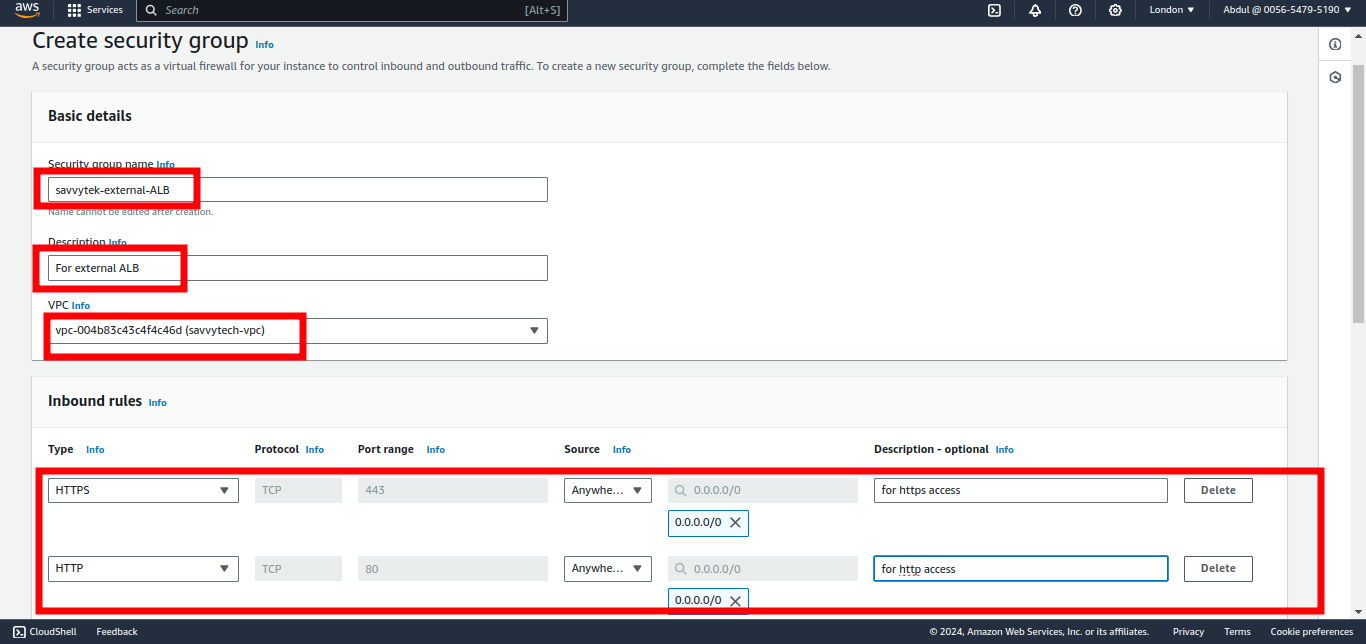 aws Services Search [Alt+S] London Abdul @ 0056-5479-5190
Create security group Info
A security group acts as a virtual firewall for your instance to control inbound and outbound traffic. To create a new security group, complete the fields below.
Basic details
Security group name Info
savvytek-external-ALB
Name cannot be edited after creation.
Description Info
For external ALB
VPC Info
vpc-004b83c43c4f4c46d (savvytech-vpc)
Inbound rules Info
Type Info Protocol Info Port range Info Source Info Description - optional Info
HTTPS TCP 443 Anywhe... 0.0.0.0/0 for https access Delete
0.0.0.0/0
HTTP TCP 80 Anywhe... 0.0.0.0/0 for http access Delete
0.0.0.0/0
CloudShell Feedback © 2024, Amazon Web Services, Inc. or its affiliates. Privacy Terms Cookie preferences